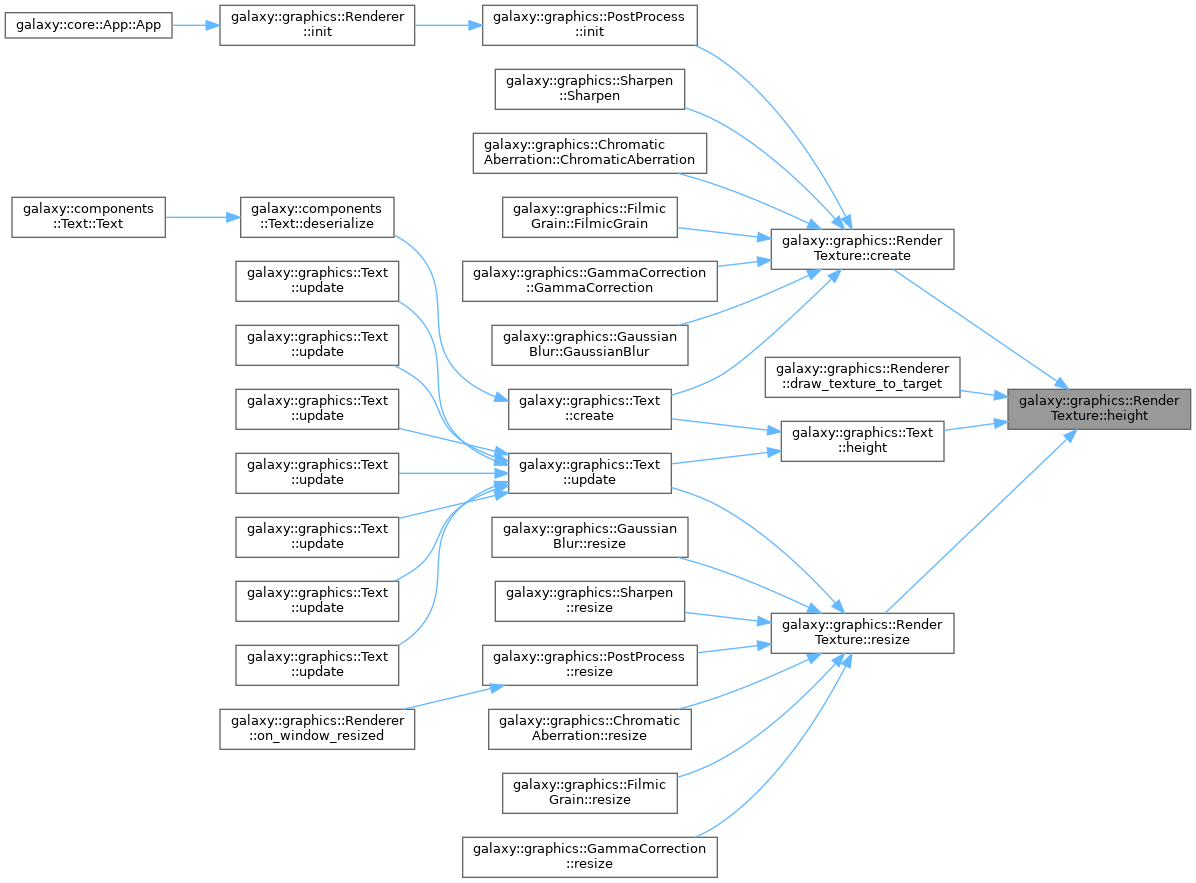 galaxy::core::App::App
galaxy::graphics::Renderer
::init
galaxy::graphics::PostProcess
::init
galaxy::graphics::Sharpen
::Sharpen
galaxy::graphics::Chromatic
Aberration::ChromaticAberration
galaxy::components
::Text::Text
galaxy::components
::Text::deserialize
galaxy::graphics::Filmic
Grain::FilmicGrain
galaxy::graphics::Render
Texture::create
galaxy::graphics::Text
::update
galaxy::graphics::GammaCorrection
::GammaCorrection
galaxy::graphics::Text
::update
galaxy::graphics::Gaussian
Blur::GaussianBlur
galaxy::graphics::Renderer
::draw_texture_to_target
galaxy::graphics::Render
Texture::height
galaxy::graphics::Text
::update
galaxy::graphics::Text
::create
galaxy::graphics::Text
::height
galaxy::graphics::Text
::update
galaxy::graphics::Text
::update
galaxy::graphics::Text
::update
galaxy::graphics::Gaussian
Blur::resize
galaxy::graphics::Text
::update
galaxy::graphics::Sharpen
::resize
galaxy::graphics::Render
Texture::resize
galaxy::graphics::Text
::update
galaxy::graphics::PostProcess
::resize
galaxy::graphics::Renderer
::on_window_resized
galaxy::graphics::Chromatic
Aberration::resize
galaxy::graphics::Filmic
Grain::resize
galaxy::graphics::GammaCorrection
::resize